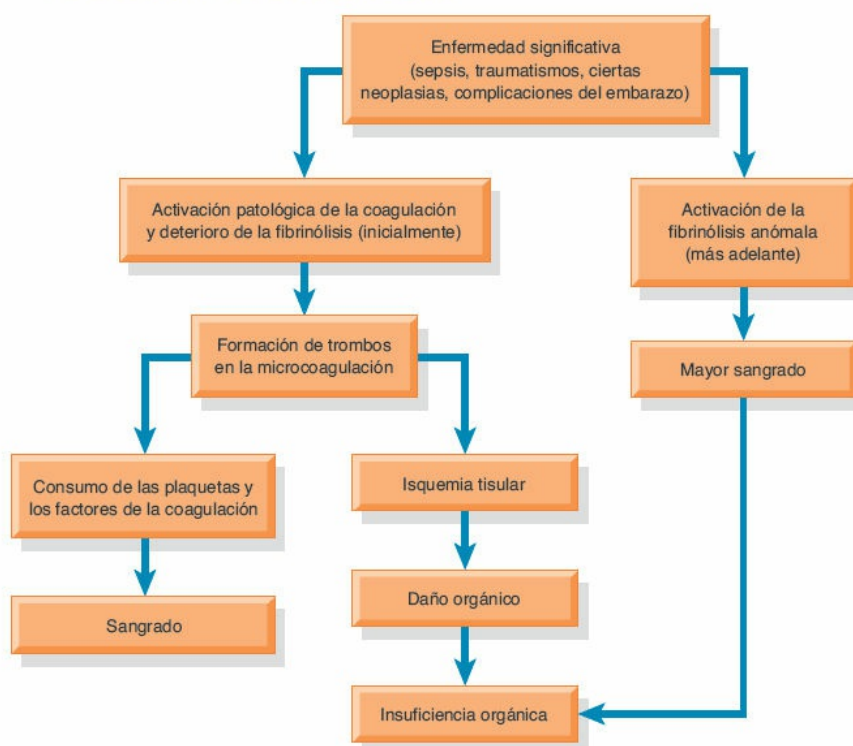 Enfermedad significativa
(sepsis, traumatismos, ciertas
neoplasias, complicaciones del embarazo)
Activación patológica de la coagulación
y deterioro de la fibrinólisis (inicialmente)
Activación de la
fibrinólisis anómala
(más adelante)
Formación de trombos
en la microcoagulación
Mayor sangrado
Consumo de las plaquetas y
los factores de la coagulación
Isquemia tisular
Sangrado
Daño orgánico
Insuficiencia orgánica